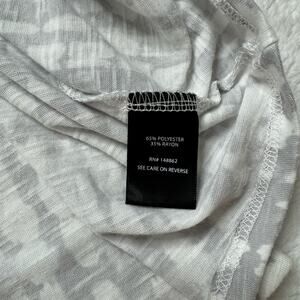 65% POLYESTER
35% RAYON
RN# 148862
SEE CARE ON REVERSE